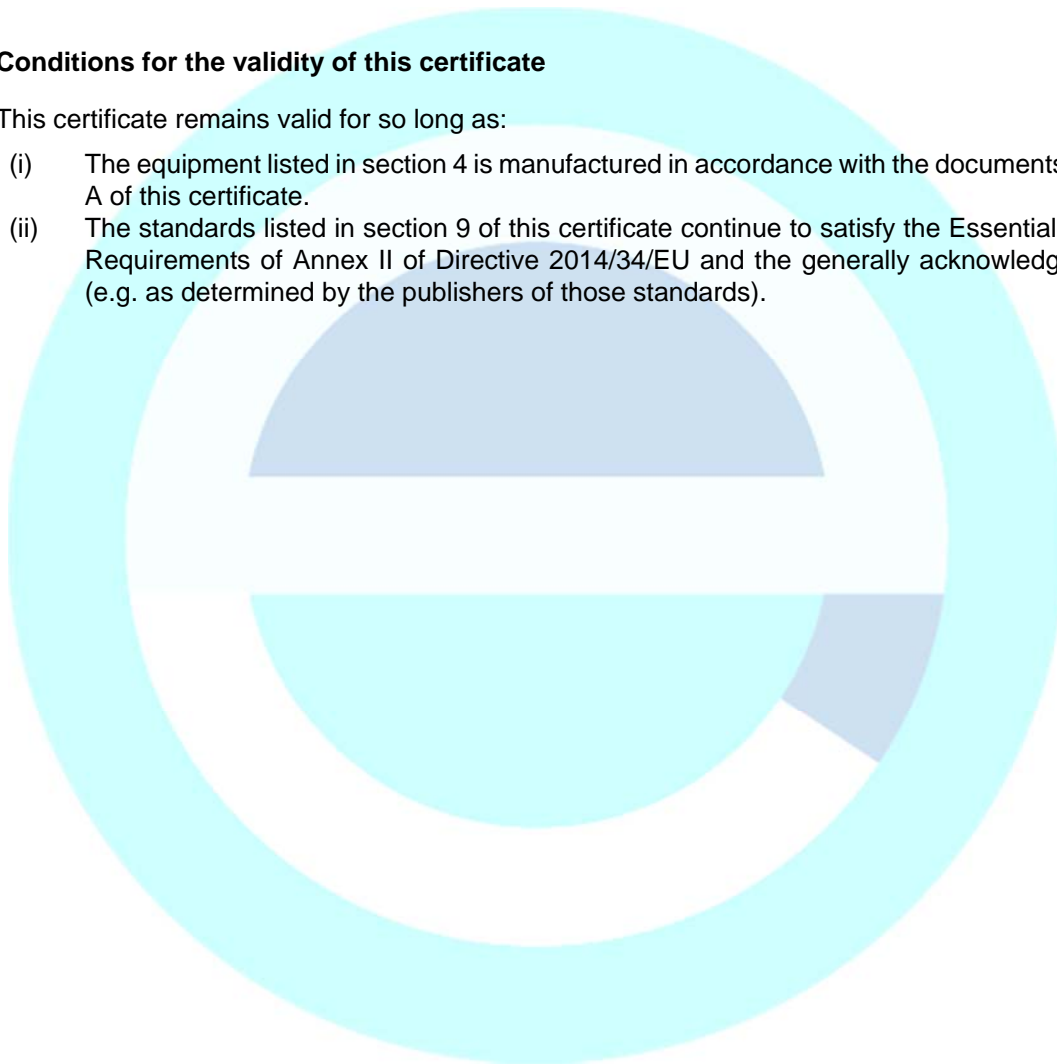 Conditions for the validity of this certificate
This certificate remains valid for so long as:
(i) The equipment listed in section 4 is manufactured in accordance with the documents
A of this certificate.
(ii) The standards listed in section 9 of this certificate continue to satisfy the Essential
Requirements of Annex II of Directive 2014/34/EU and the generally acknowledg
(e.g. as determined by the publishers of those standards).